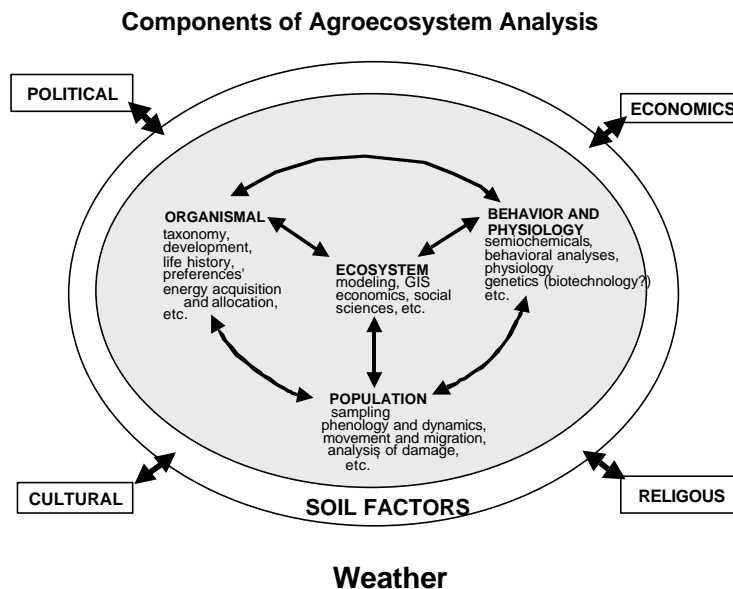 Components of Agroecosystem Analysis
POLITICAL
ECONOMICS
ORGANISMAL
taxonomy,
development,
life history,
preferences'
energy acquisition
and allocation,
etc.
BEHAVIOR AND
PHYSIOLOGY
semiochemicals,
behavioral analyses,
physiology
genetics (biotechnology?)
etc.
ECOSYSTEM
modeling, GIS
economics, social
sciences, etc.
POPULATION
sampling
phenology and dynamics,
movement and migration,
analysis of damage,
etc.
CULTURAL
SOIL FACTORS
RELIGOUS
Weather